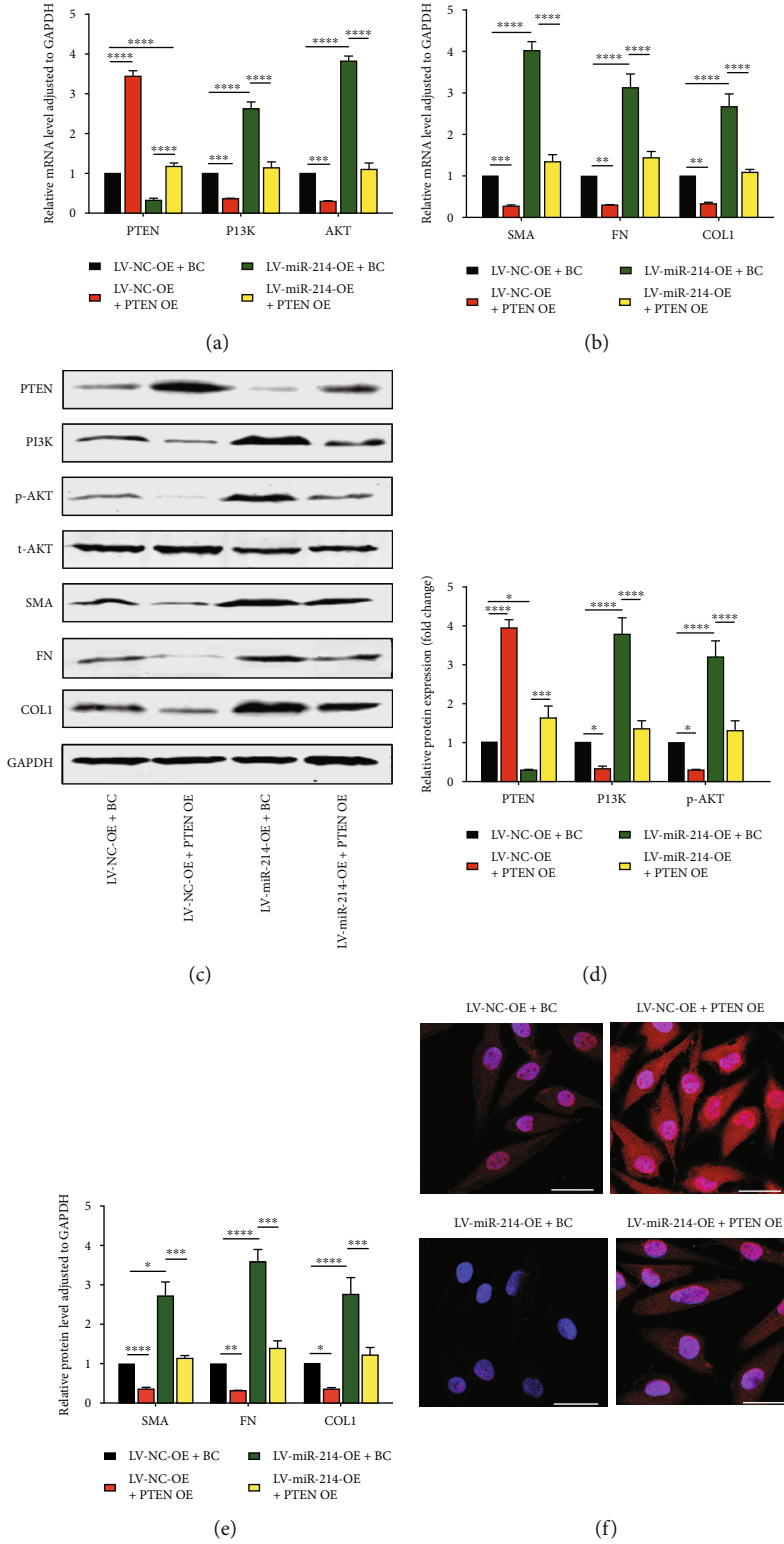 Relative mRNA level adjusted to GAPDH
5
4
3
2
1
0
****
****
****
****
****
***
****
****
***
PTEN
P13K
AKT
LV-NC-OE + BC
LV-miR-214-OE + BC
LV-NC-OE
+ PTEN OE
LV-miR-214-OE
+ PTEN OE
(a)
Relative mRNA level adjusted to GAPDH
5
4
3
2
1
0
****
****
***
****
****
**
****
****
**
SMA
FN
COL1
LV-NC-OE + BC
LV-miR-214-OE + BC
LV-NC-OE
+ PTEN OE
LV-miR-214-OE
+ PTEN OE
(b)
PTEN
PI3K
p-AKT
t-AKT
SMA
FN
COL1
GAPDH
LV-NC-OE + BC
LV-NC-OE + PTEN OE
LV-miR-214-OE + BC
LV-miR-214-OE + PTEN OE
(c)
Relative protein expression (fold change)
5
4
3
2
1
0
*
****
***
****
****
*
****
****
*
PTEN
P13K
p-AKT
LV-NC-OE + BC
LV-miR-214-OE + BC
LV-NC-OE
+ PTEN OE
LV-miR-214-OE
+ PTEN OE
(d)
Relative protein level adjusted to GAPDH
5
4
3
2
1
0
*
***
****
****
***
**
****
***
*
SMA
FN
COL1
LV-NC-OE + BC
LV-miR-214-OE + BC
LV-NC-OE
+ PTEN OE
LV-miR-214-OE
+ PTEN OE
(e)
LV-NC-OE + BC
LV-NC-OE + PTEN OE
LV-miR-214-OE + BC
LV-miR-214-OE + PTEN OE
(f)